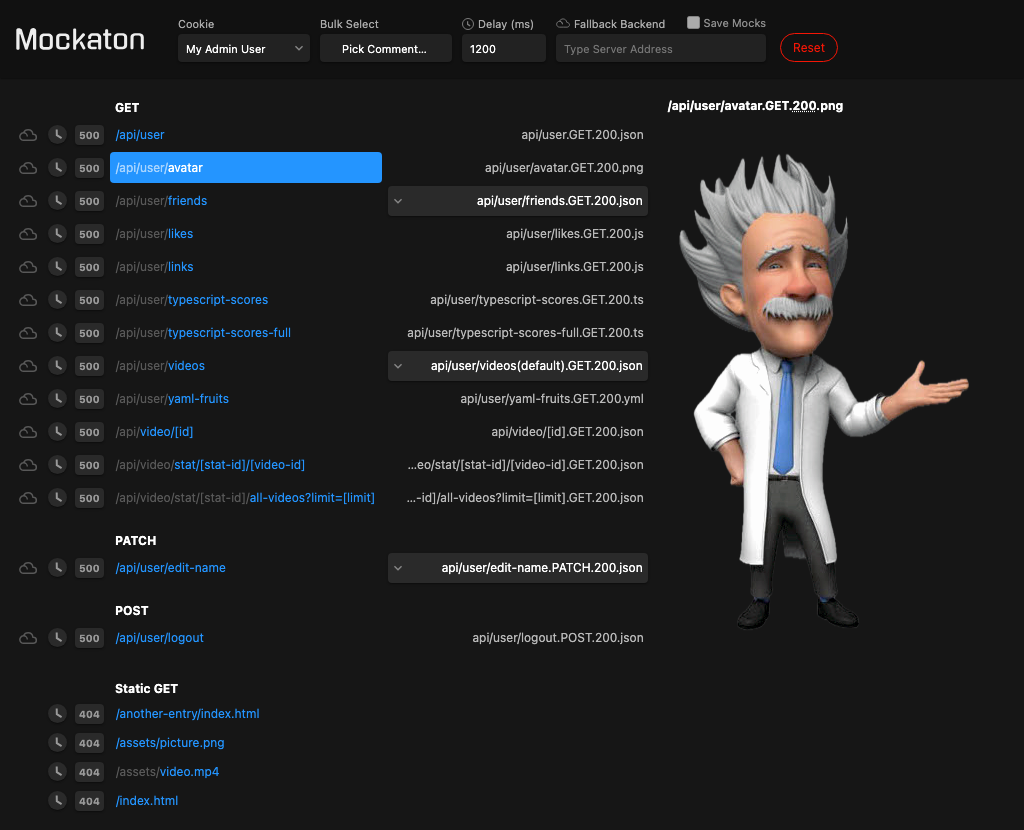 Mockaton
Cookie
My Admin User
Bulk Select
Pick Comment…
Delay (ms)
1200
Fallback Backend
Save Mocks
Type Server Address
Reset
GET
500 /api/user api/user.GET.200.json
500 /api/user/avatar api/user/avatar.GET.200.png
500 /api/user/friends api/user/friends.GET.200.json
500 /api/user/likes api/user/likes.GET.200.js
500 /api/user/links api/user/links.GET.200.js
500 /api/user/typescript-scores api/user/typescript-scores.GET.200.ts
500 /api/user/typescript-scores-full api/user/typescript-scores-full.GET.200.ts
500 /api/user/videos api/user/videos(default).GET.200.json
500 /api/user/yaml-fruits api/user/yaml-fruits.GET.200.yml
500 /api/video/[id] api/video/[id].GET.200.json
500 /api/video/stat/[stat-id]/[video-id] …eo/stat/[stat-id]/[video-id].GET.200.json
500 /api/video/stat/[stat-id]/all-videos?limit=[limit] …-id]/all-videos?limit=[limit].GET.200.json
PATCH
500 /api/user/edit-name api/user/edit-name.PATCH.200.json
POST
500 /api/user/logout api/user/logout.POST.200.json
Static GET
404 /another-entry/index.html
404 /assets/picture.png
404 /assets/video.mp4
404 /index.html
/api/user/avatar.GET.200.png